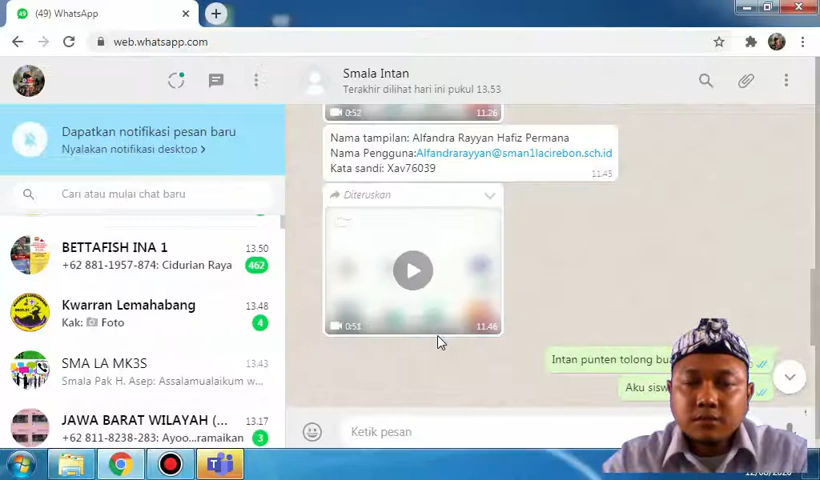 (49) WhatsApp
web.whatsapp.com
Smala Intan
Terakhir dilihat hari ini pukul 13.53
Dapatkan notifikasi pesan baru
Nyalakan notifikasi desktop >
Cari atau mulai chat baru
BETTAFISH INA 1
13.50
+62 881-1957-874: Cidurian Raya
462
Kwarran Lemahabang
13.48
Kak: Foto
4
SMA LA MK3S
13.43
Smala Pak H. Asep: Assalamualaikum w...
JAWA BARAT WILAYAH (...
13.17
+62 811-8238-283: Ayoo...ramaikan
3
0:52
11.26
Nama tampilan: Alfandra Rayyan Hafiz Permana
Nama Pengguna:Alfandrarayyan@sman1lacirebon.sch.id
Kata sandi: Xav76039
11.45
Diteruskan
0:51
11.46
Intan punten tolong
Aku
Ketik pesan